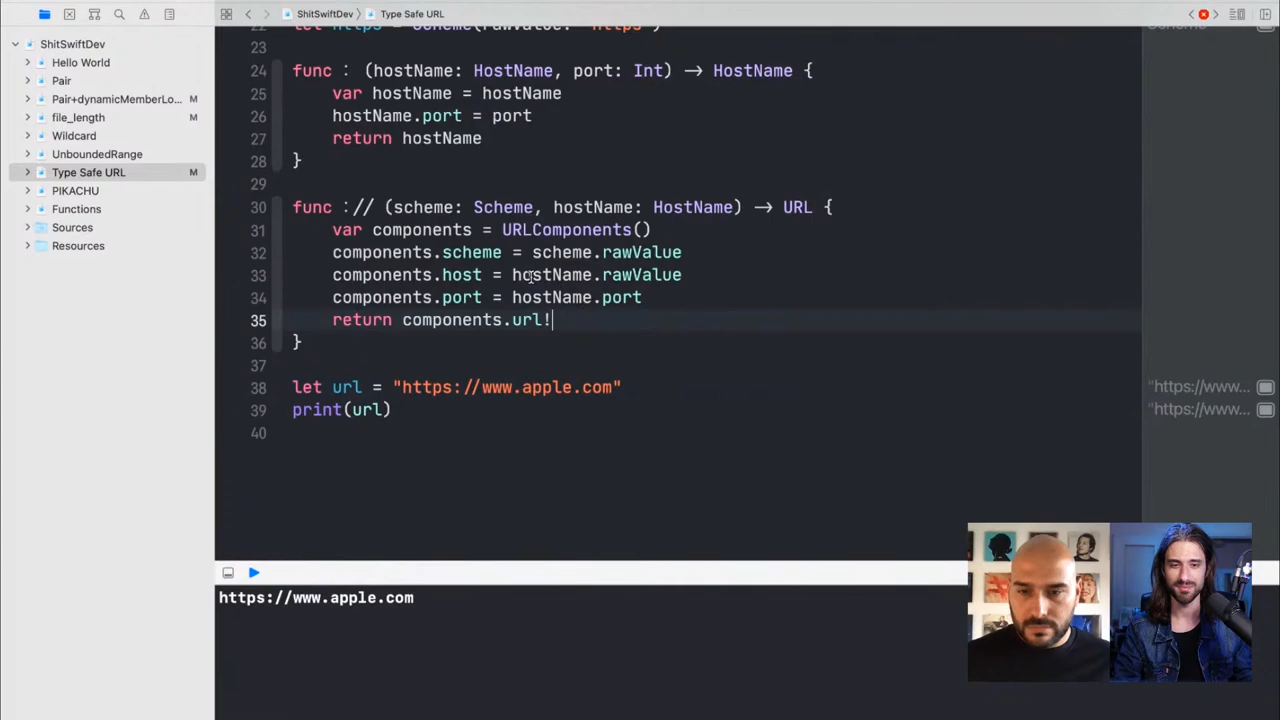 ShitSwiftDev 〉 Type Safe URL
ShitSwiftDev
Hello World
Pair
Pair+dynamicMemberLo... M
file_length M
Wildcard
UnboundedRange
Type Safe URL M
PIKACHU
Functions
Sources
Resources
23
24 func ： (hostName: HostName, port: Int) -> HostName {
25 var hostName = hostName
26 hostName.port = port
27 return hostName
28 }
29
30 func ：// (scheme: Scheme, hostName: HostName) -> URL {
31 var components = URLComponents()
32 components.scheme = scheme.rawValue
33 components.host = hostName.rawValue
34 components.port = hostName.port
35 return components.url!
36 }
37
38 let url = "https://www.apple.com"
39 print(url)
40
"https://www...
"https://www...
https://www.apple.com